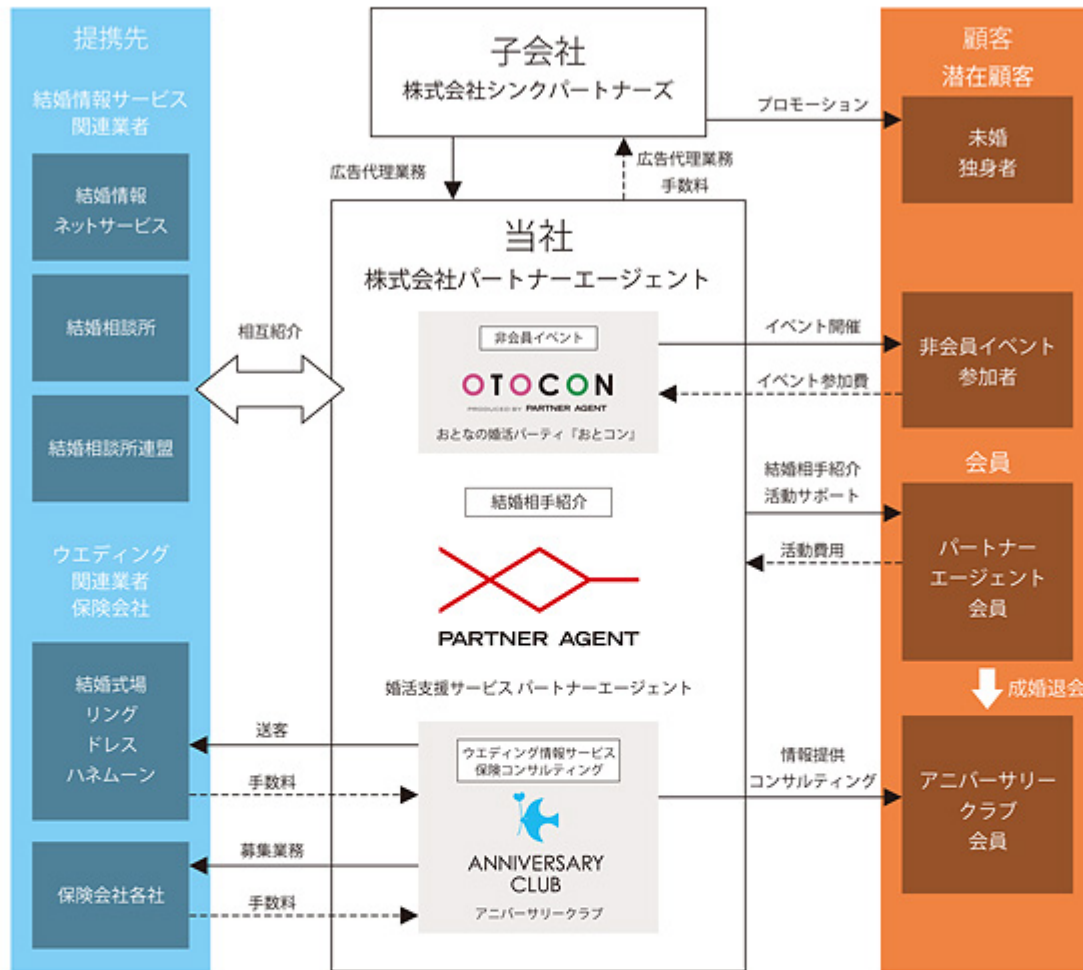 提携先
結婚情報サービス
関連業者
結婚情報
ネットサービス
結婚相談所
結婚相談所連盟
ウエディング
関連業者
保険会社
結婚式場
リング
ドレス
ハネムーン
保険会社各社
子会社
株式会社シンクパートナーズ
プロモーション
広告代理業務
広告代理業務
手数料
相互紹介
当社
株式会社パートナーエージェント
非会員イベント
OTOCON
PRODUCED BY PARTNER AGENT
おとなの婚活パーティ『おとコン』
イベント開催
イベント参加費
結婚相手紹介
PARTNER AGENT
婚活支援サービス パートナーエージェント
結婚相手紹介
活動サポート
活動費用
送客
手数料
募集業務
手数料
ウエディング情報サービス
保険コンサルティング
ANNIVERSARY
CLUB
アニバーサリークラブ
情報提供
コンサルティング
顧客
潜在顧客
未婚
独身者
非会員イベント
参加者
会員
パートナー
エージェント
会員
成婚退会
アニバーサリー
クラブ
会員